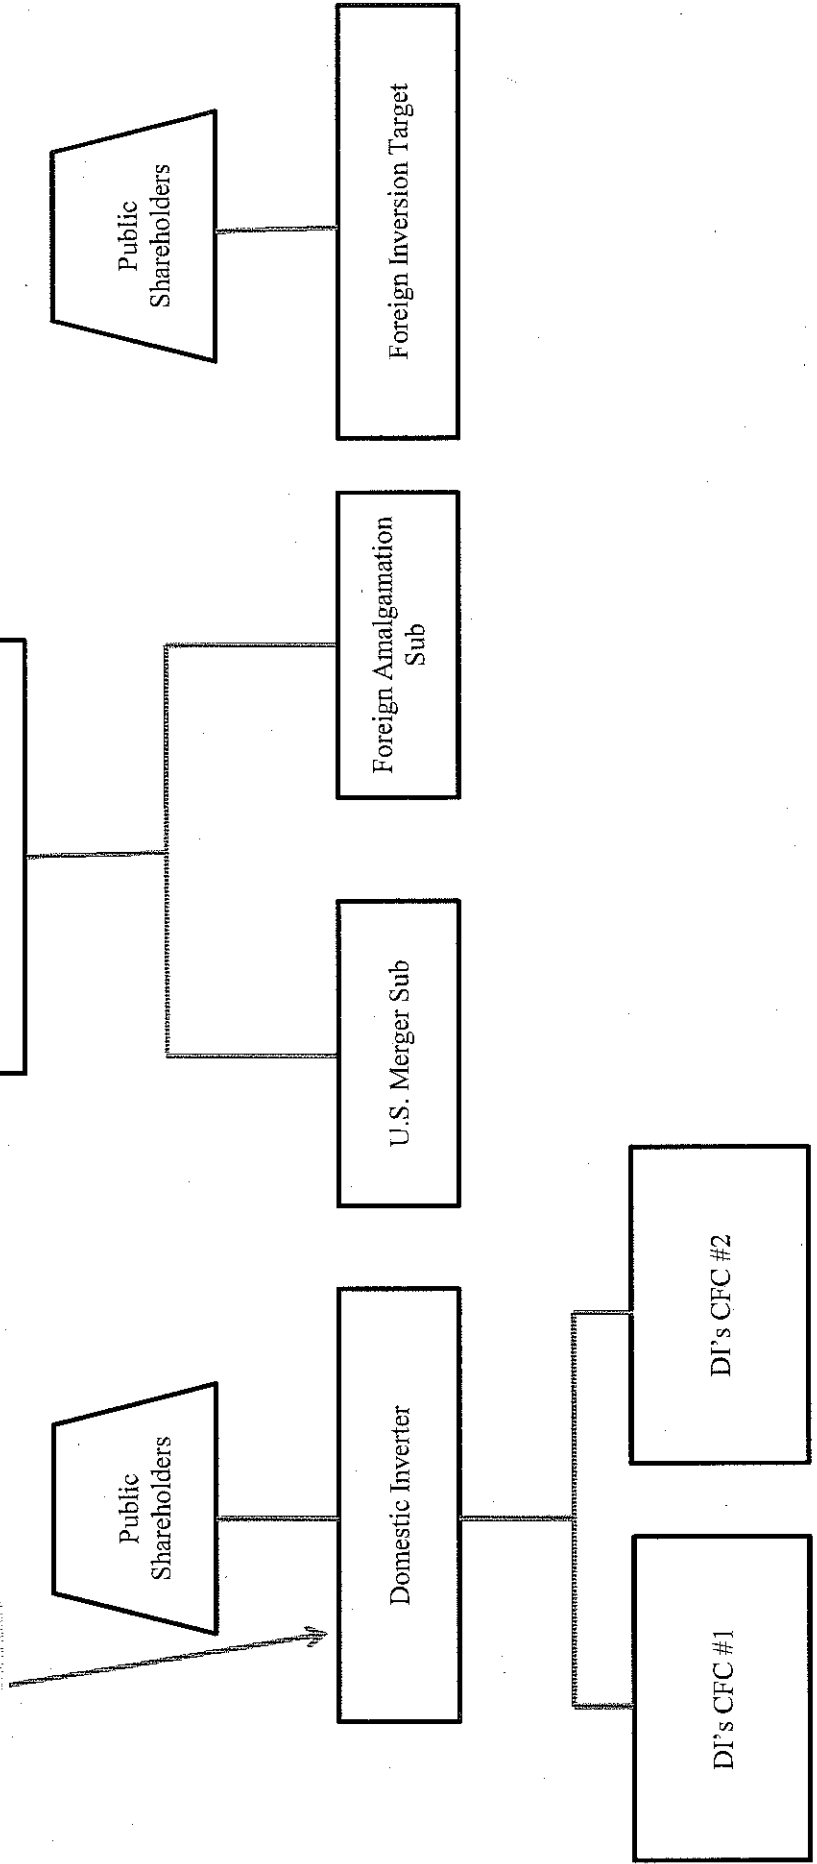 Public
Shareholders
Public
Shareholders
Domestic Inverter
U.S. Merger Sub
Foreign Amalgamation
Sub
Foreign Inversion Target
DI's CFC #1
DI's CFC #2